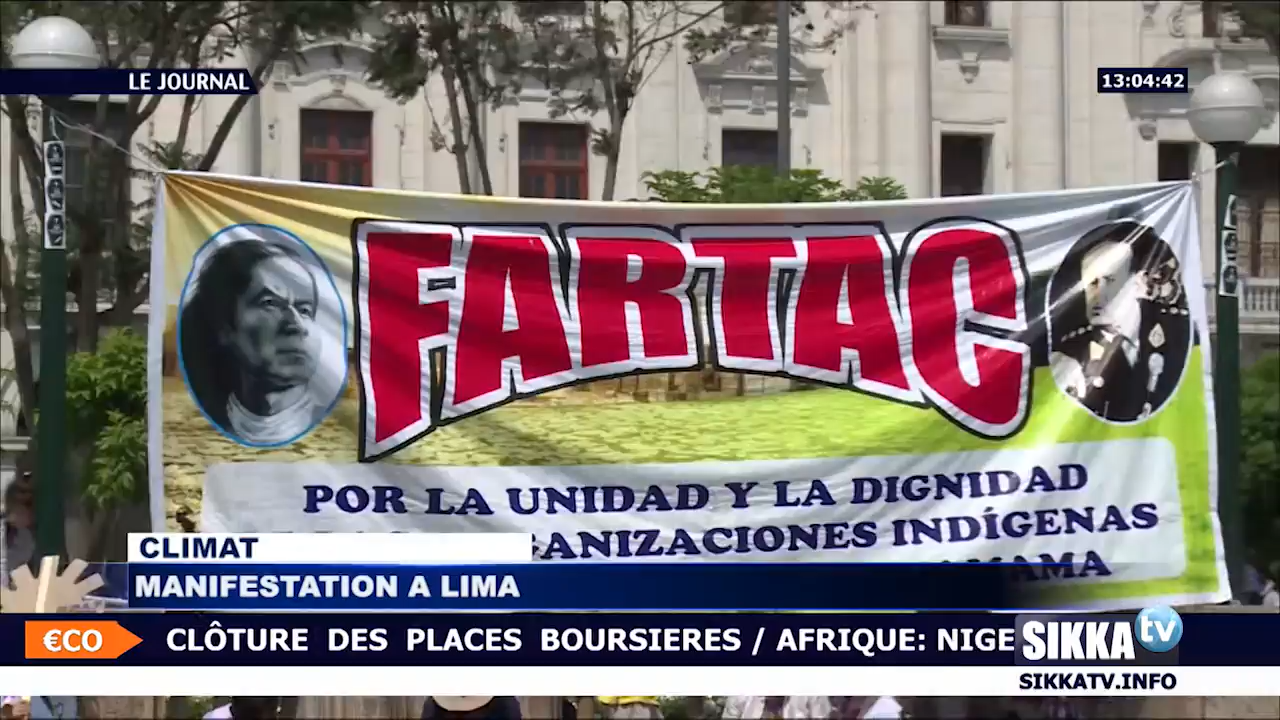 LE JOURNAL
13:04:42
FARTAC
POR LA UNIDAD Y LA DIGNIDAD
ORGANIZACIONES INDÍGENAS
CLIMAT
MANIFESTATION A LIMA
€CO
CLÔTURE DES PLACES BOURSIERES / AFRIQUE: NIGE
SIKKA tv
SIKKATV.INFO